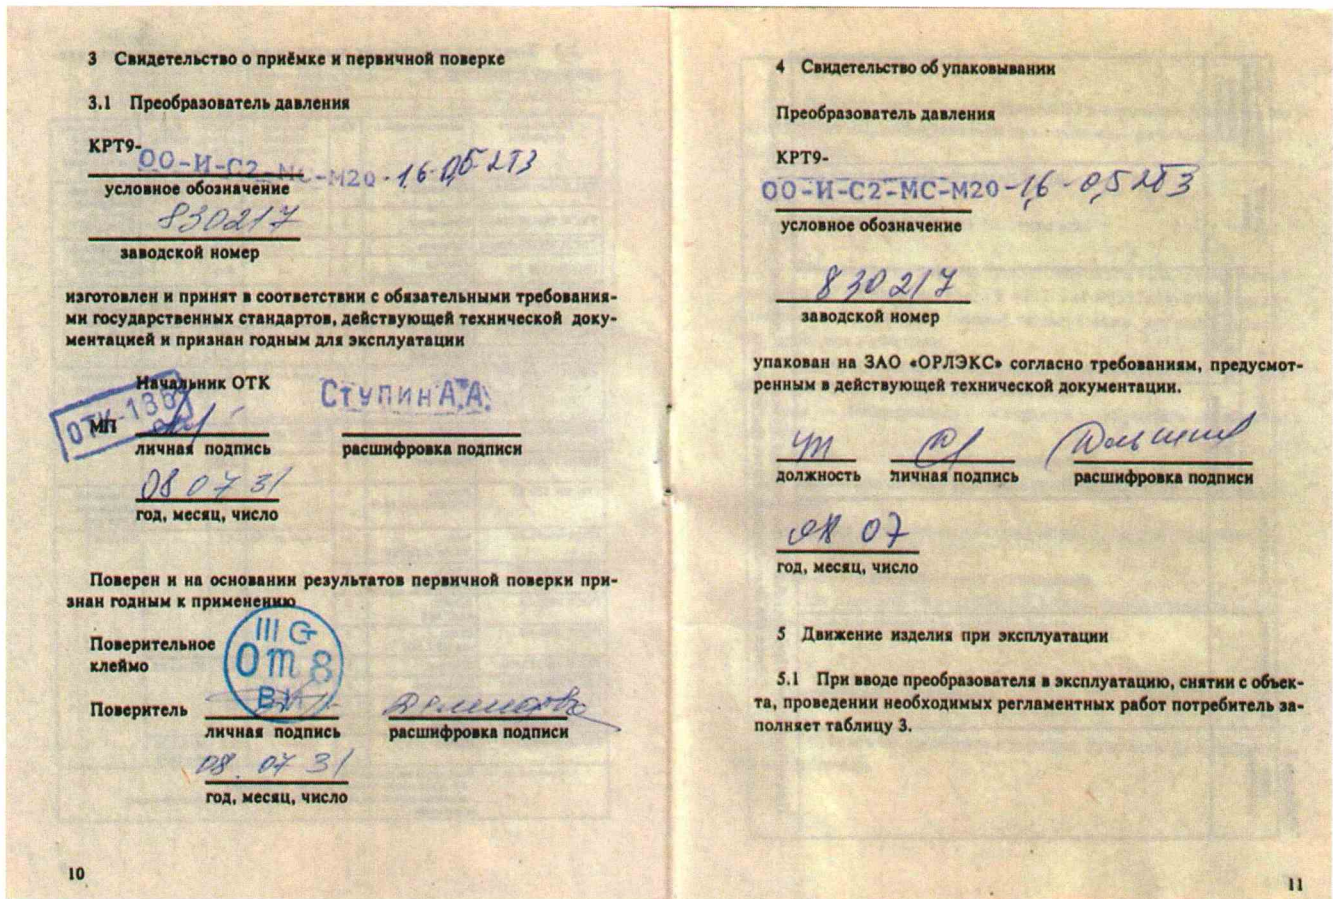 3 Свидетельство о приёмке и первичной поверке
3.1 Преобразователь давления
КРТ9-
ОО-И-С2-МС-М20-1,6-0,5 2Т3
условное обозначение
830217
заводской номер
изготовлен и принят в соответствии с обязательными требования-
ми государственных стандартов, действующей технической доку-
ментацией и признан годным для эксплуатации
Начальник ОТК
Ступин А.А.
МП
личная подпись расшифровка подписи
08 07 31
год, месяц, число
Поверен и на основании результатов первичной поверки при-
знан годным к применению
Поверительное
клеймо
III G
От 8
Поверитель
личная подпись расшифровка подписи
08. 07 31
год, месяц, число
10
4 Свидетельство об упаковывании
Преобразователь давления
КРТ9-
ОО-И-С2-МС-М20-1,6-0,5 2Т3
условное обозначение
830217
заводской номер
упакован на ЗАО «ОРЛЭКС» согласно требованиям, предусмот-
ренным в действующей технической документации.
должность личная подпись расшифровка подписи
08 07
год, месяц, число
5 Движение изделия при эксплуатации
5.1 При вводе преобразователя в эксплуатацию, снятии с объек-
та, проведении необходимых регламентных работ потребитель за-
полняет таблицу 3.
11